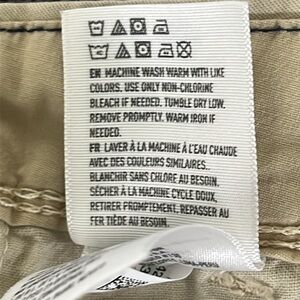 EN MACHINE WASH WARM WITH LIKE
COLORS. USE ONLY NON-CHLORINE
BLEACH IF NEEDED. TUMBLE DRY LOW.
REMOVE PROMPTLY. WARM IRON IF
NEEDED.
FR LAVER À LA MACHINE À L'EAU CHAUDE
AVEC DES COULEURS SIMILAIRES..
BLANCHIR SANS CHLORE AU BESOIN.
SÉCHER À LA MACHINE CYCLE DOUX,
RETIRER PROMPTEMENT. REPASSER AU
FER TIÈDE AU BESOIN.